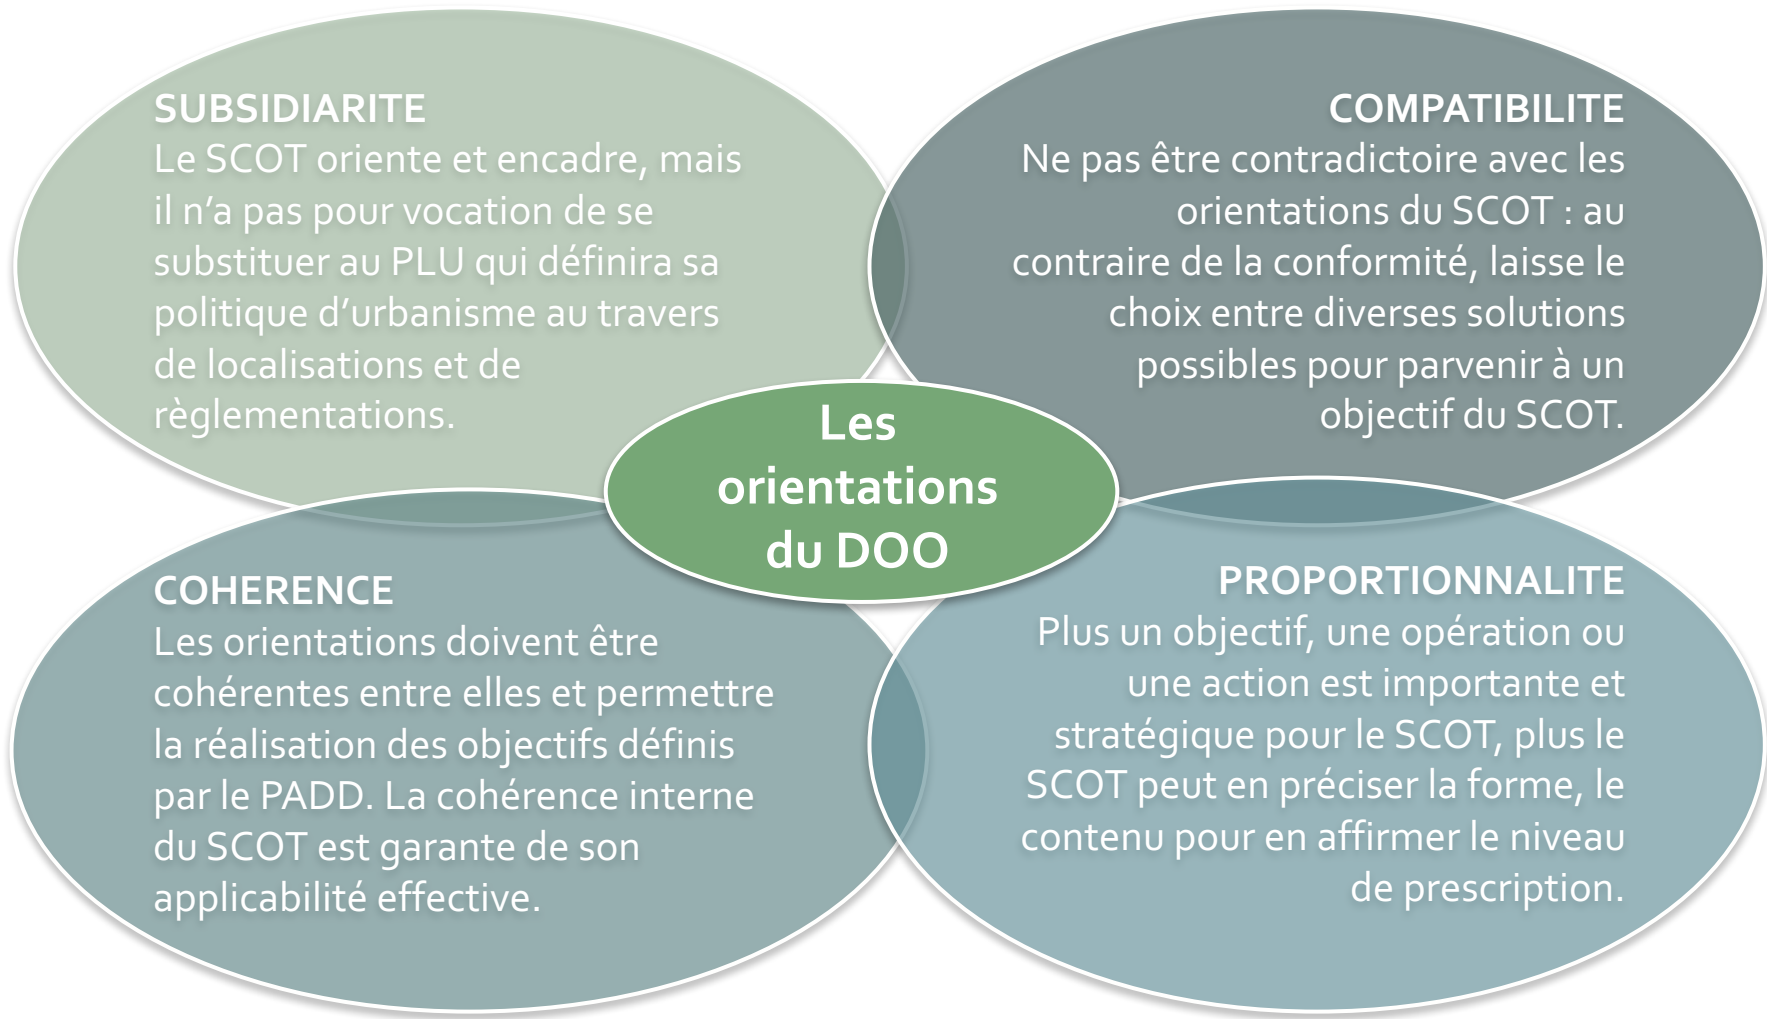 SUBSIDIARITE
Le SCOT oriente et encadre, mais
il n’a pas pour vocation de se
substituer au PLU qui définira sa
politique d’urbanisme au travers
de localisations et de
règlementations.
COMPATIBILITE
Ne pas être contradictoire avec les
orientations du SCOT : au
contraire de la conformité, laisse le
choix entre diverses solutions
possibles pour parvenir à un
objectif du SCOT.
Les
orientations
du DOO
COHERENCE
Les orientations doivent être
cohérentes entre elles et permettre
la réalisation des objectifs définis
par le PADD. La cohérence interne
du SCOT est garante de son
applicabilité effective.
PROPORTIONNALITE
Plus un objectif, une opération ou
une action est importante et
stratégique pour le SCOT, plus le
SCOT peut en préciser la forme, le
contenu pour en affirmer le niveau
de prescription.